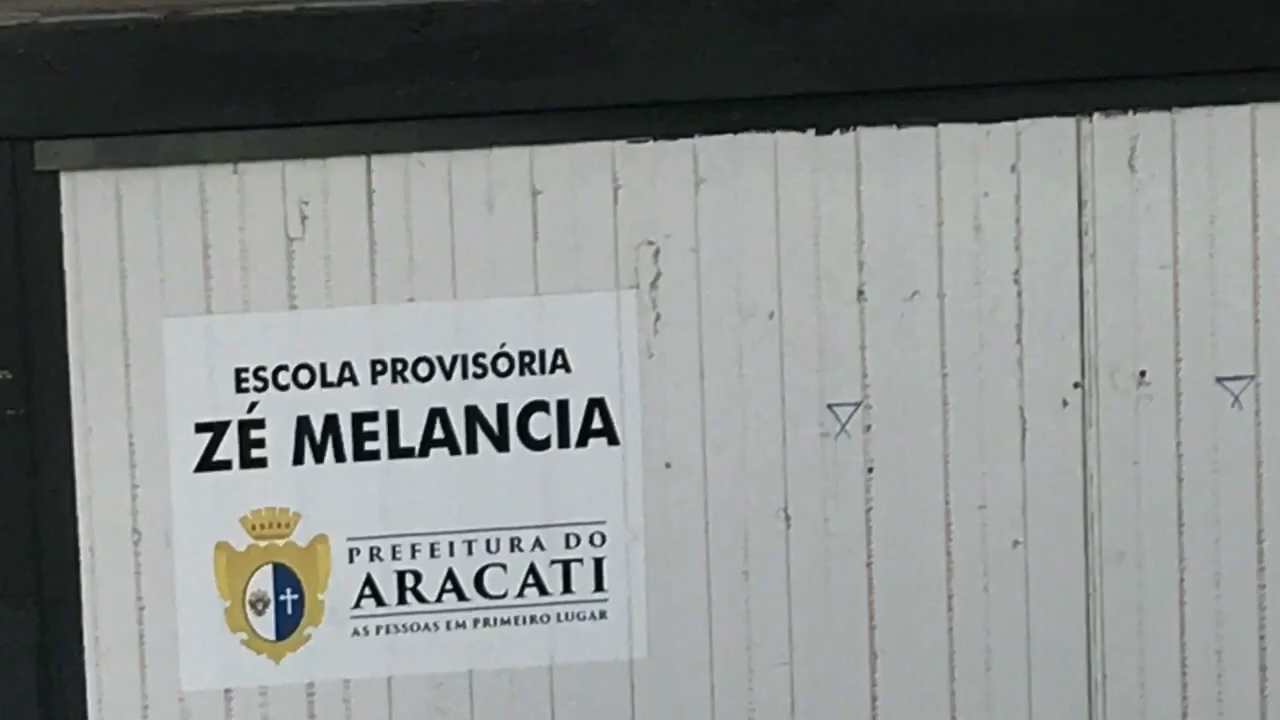 ESCOLA PROVISÓRIA
ZÉ MELANCIA
PREFEITURA DO
ARACATI
AS PESSOAS EM PRIMEIRO LUGAR